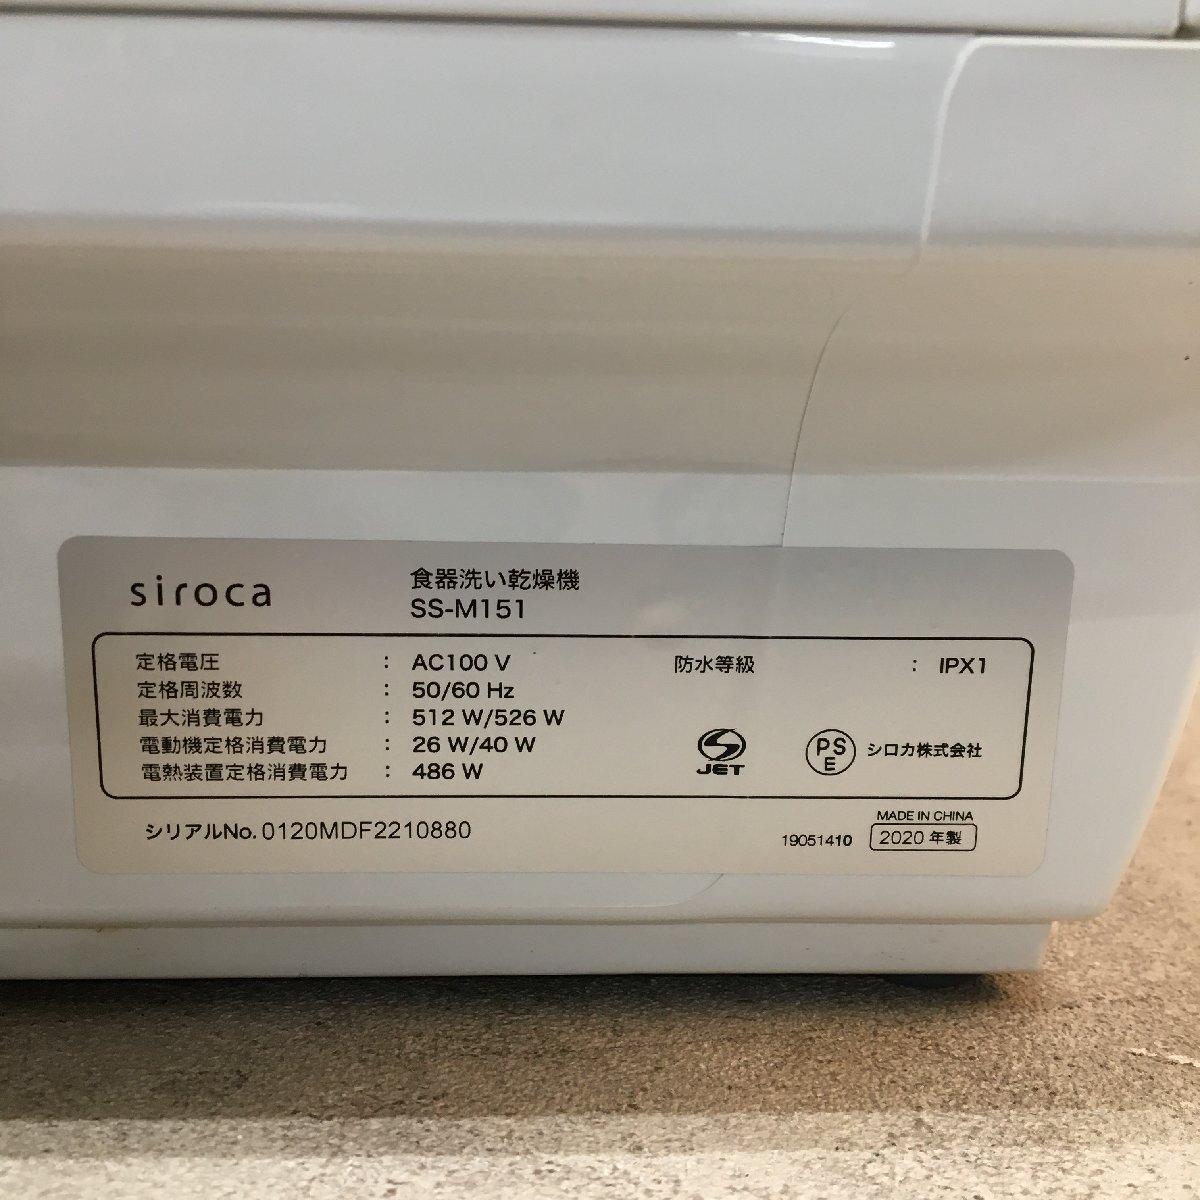 siroca
食器洗い乾燥機
SS-M151
定格電圧 : AC100 V
定格周波数 : 50/60 Hz
最大消費電力 : 512 W/526 W
電動機定格消費電力 : 26 W/40 W
電熱装置定格消費電力 : 486 W
防水等級 : IPX1
JET
PS
E
シロカ株式会社
シリアルNo. 0120MDF2210880
MADE IN CHINA
19051410
2020 年製